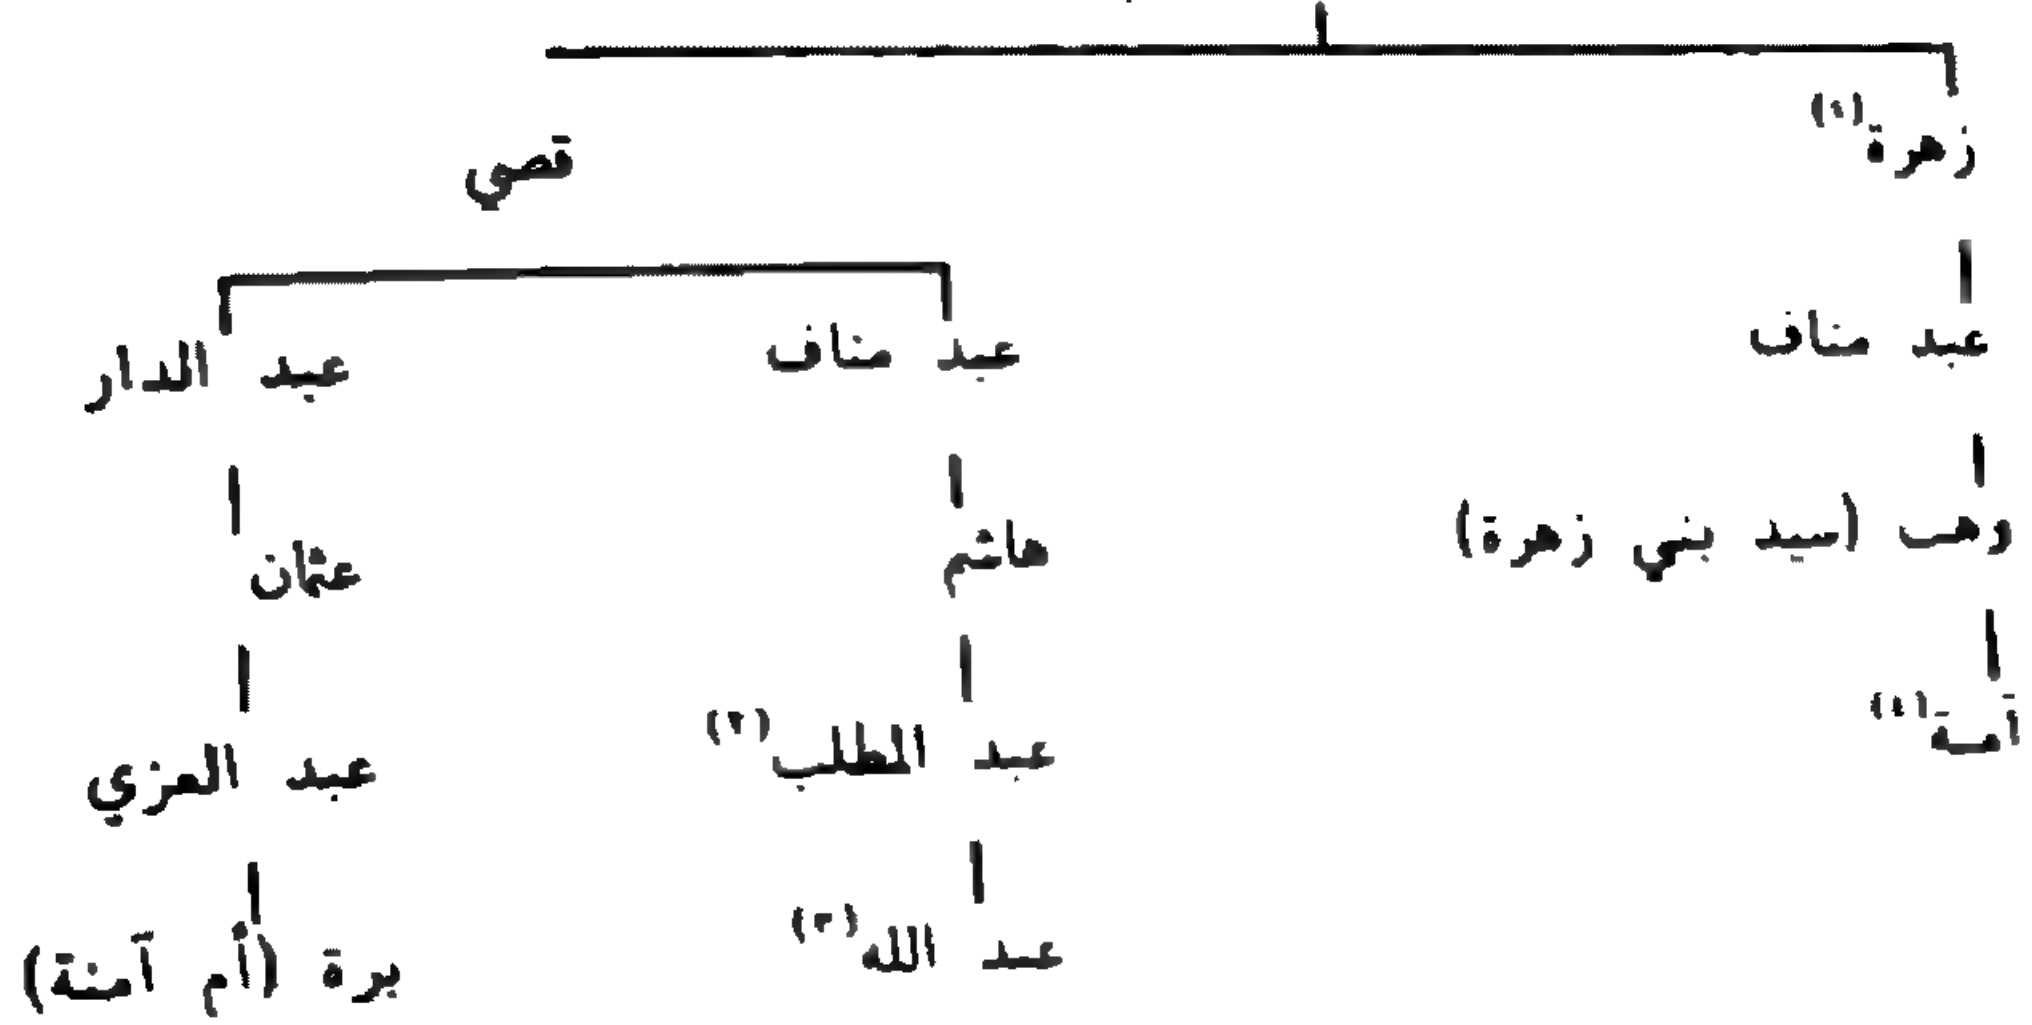 زهرة(١)
قصي
عبد مناف
عبد مناف
عبد الدار
وهب (سيد بني زهرة)
هاشم
عثمان
آمنة(٤)
عبد المطلب(٢)
عبد العزي
عبد الله(٣)
برة (أم آمنة)